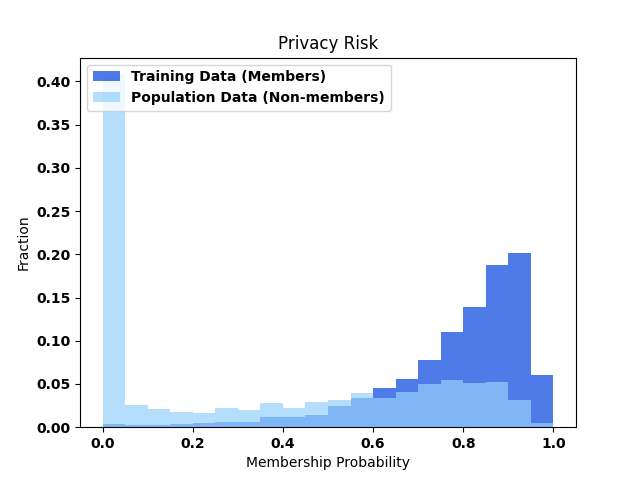 Privacy Risk
Training Data (Members)
Population Data (Non-members)
0.40
0.35
0.30
0.25
0.20
0.15
0.10
0.05
0.00
Fraction
0.0 0.2 0.4 0.6 0.8 1.0
Membership Probability